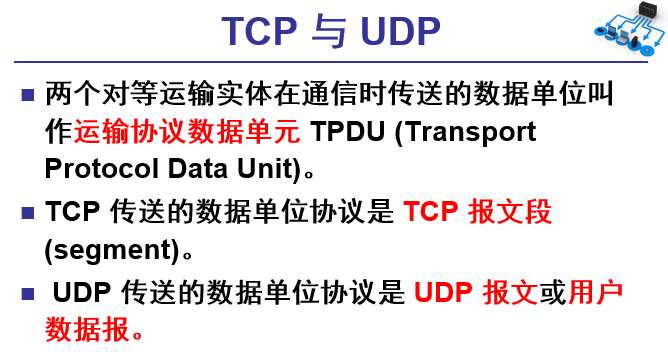 TCP 与 UDP
■ 两个对等运输实体在通信时传送的数据单位叫
作运输协议数据单元 TPDU (Transport
Protocol Data Unit)。
■ TCP 传送的数据单位协议是 TCP 报文段
(segment)。
■ UDP 传送的数据单位协议是 UDP 报文或用户
数据报。